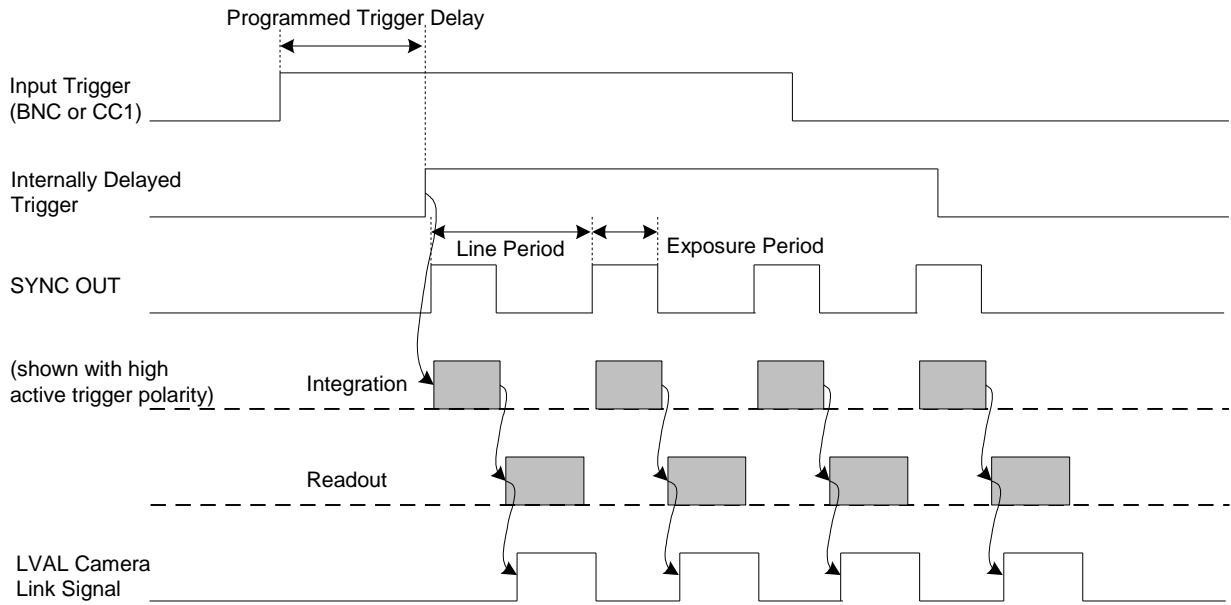 Programmed Trigger Delay
Input Trigger
(BNC or CC1)
Internally Delayed
Trigger
Line Period
Exposure Period
SYNC OUT
(shown with high
active trigger polarity)
Integration
Readout
LVAL Camera
Link Signal